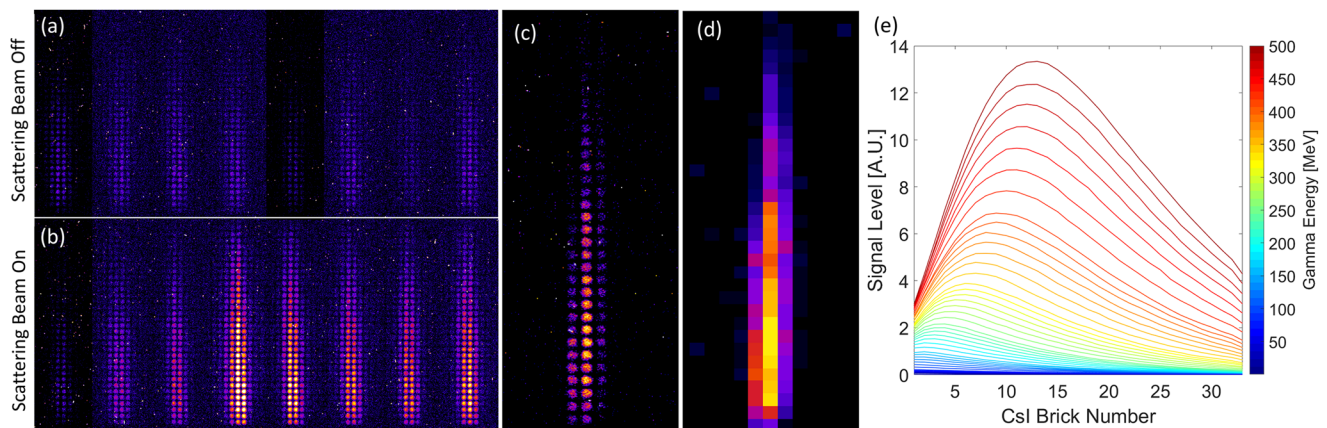 (a)
Scattering Beam Off
(b)
Scattering Beam On
(c)
(d)
(e)
14
12
10
8
6
4
2
0
Signal Level [A.U.]
5
10
15
20
25
30
CsI Brick Number
500
450
400
350
300
250
200
150
100
50
Gamma Energy [MeV]